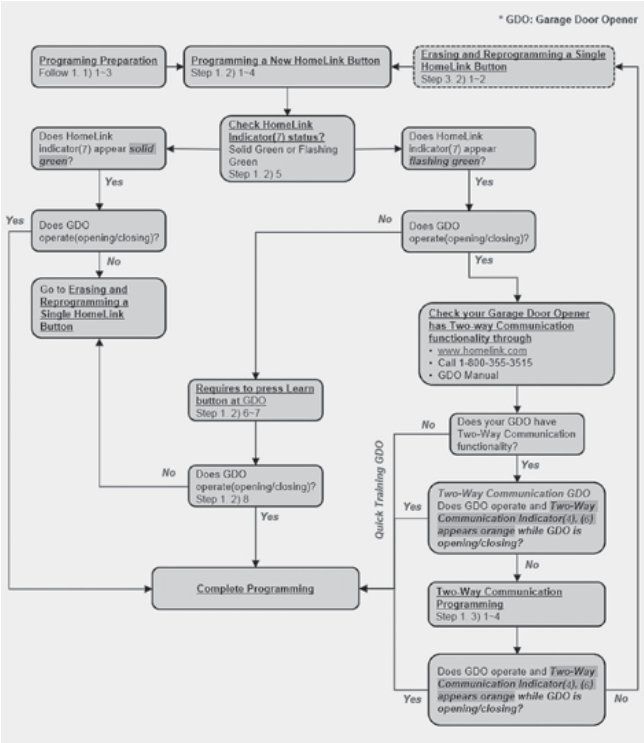 * GDO: Garage Door Opener
Programing Preparation
Follow 1. 1) 1~3
Programming a New HomeLink Button
Step 1. 2) 1~4
Erasing and Reprogramming a Single
HomeLink Button
Step 3. 2) 1~2
Check HomeLink
Indicator(7) status?
Solid Green or Flashing
Green
Step 1. 2) 5
Does HomeLink
indicator(7) appear solid
green?
Does HomeLink
indicator(7) appear
flashing green?
Yes
Yes
Yes
Does GDO
operate(opening/closing)?
No
Does GDO
operate(opening/closing)?
No
Yes
Go to Erasing and
Reprogramming a
Single HomeLink
Button
Check your Garage Door Opener
has Two-way Communication
functionality through
• www.homelink.com
• Call 1-800-355-3515
• GDO Manual
Requires to press Learn
button at GDO
Step 1. 2) 6~7
No
Does your GDO have
Two-Way Communication
functionality?
Yes
No
Does GDO
operate(opening/closing)?
Step 1. 2) 8
Yes
Quick Training GDO
Yes
Two-Way Communication GDO
Does GDO operate and Two-Way
Communication Indicator(4), (6)
appears orange while GDO is
opening/closing?
No
Complete Programming
Two-Way Communication
Programming
Step 1. 3) 1~4
Does GDO operate and Two-Way
Communication Indicator(4), (6)
appears orange while GDO is
opening/closing?
Yes
No